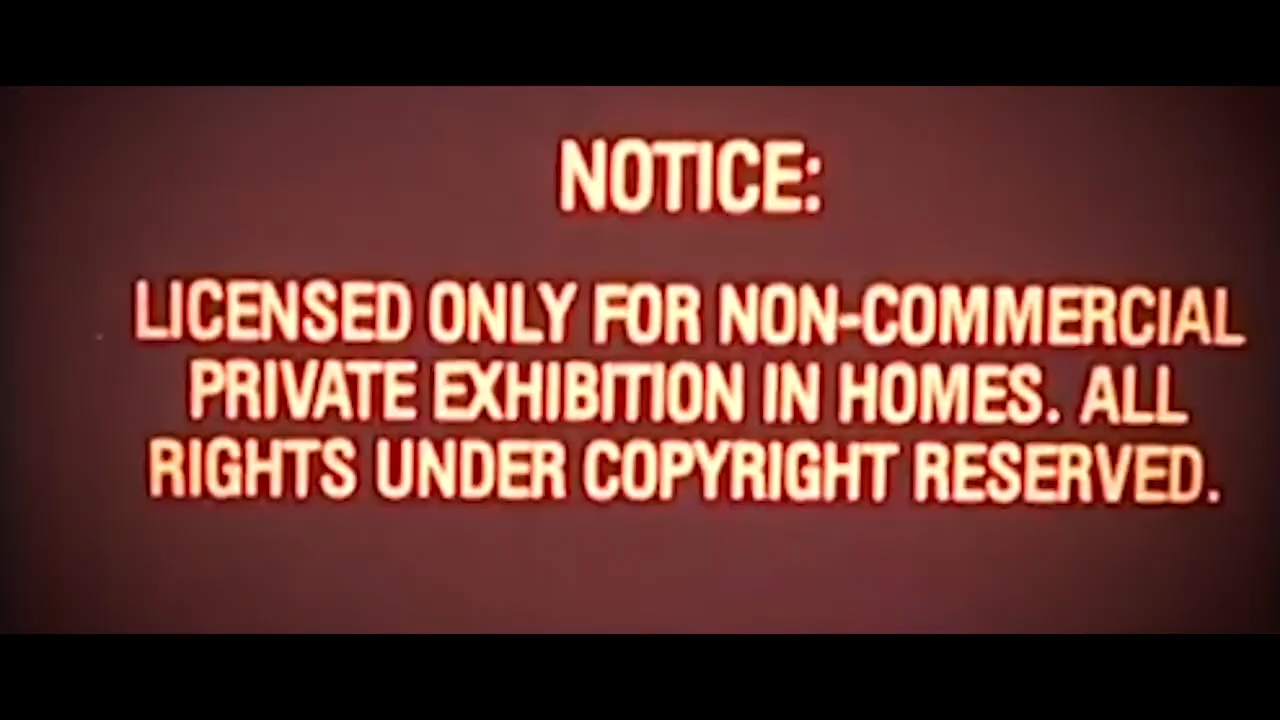 NOTICE:
LICENSED ONLY FOR NON-COMMERCIAL
PRIVATE EXHIBITION IN HOMES. ALL
RIGHTS UNDER COPYRIGHT RESERVED.